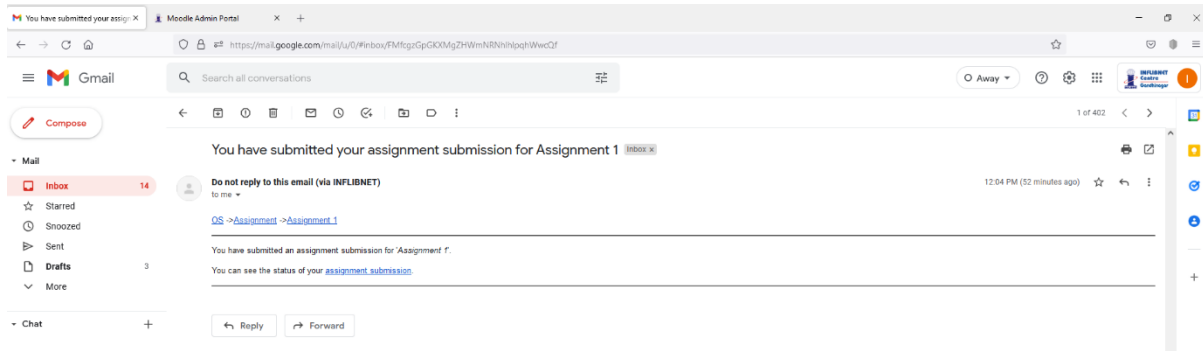 You have submitted your assign
Moodle Admin Portal
https://mail.google.com/mail/u/0/#inbox/FMfcgzGpGKXMgZHWmNRNhlhlpqhWwcQf
Gmail
Search all conversations
Away
INFLIBNET
Centre
Gandhinagar
I
Compose
1 of 402
Mail
You have submitted your assignment submission for Assignment 1 Inbox x
Inbox 14
Do not reply to this email (via INFLIBNET) 12:04 PM (52 minutes ago)
to me
Starred
OS ->Assignment ->Assignment 1
Snoozed
Sent
You have submitted an assignment submission for 'Assignment 1'.
Drafts 3
You can see the status of your assignment submission.
More
Chat
Reply Forward